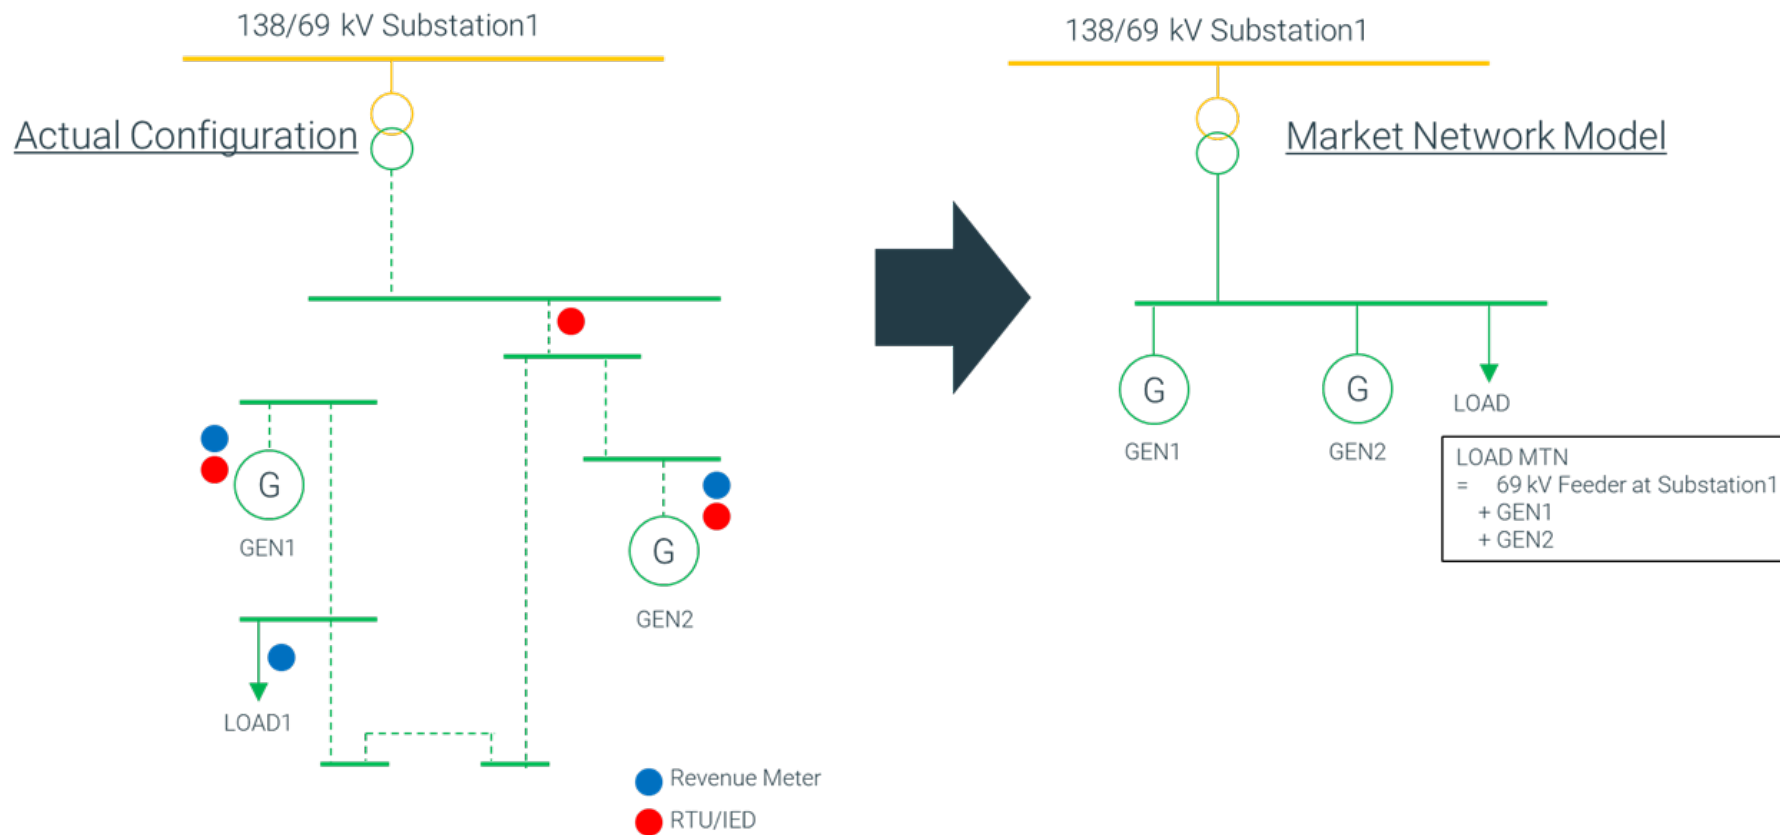 138/69 kV Substation1
Actual Configuration
G
GEN1
G
GEN2
LOAD1
Revenue Meter
RTU/IED
138/69 kV Substation1
Market Network Model
G
GEN1
G
GEN2
LOAD
LOAD MTN
= 69 kV Feeder at Substation1
+ GEN1
+ GEN2